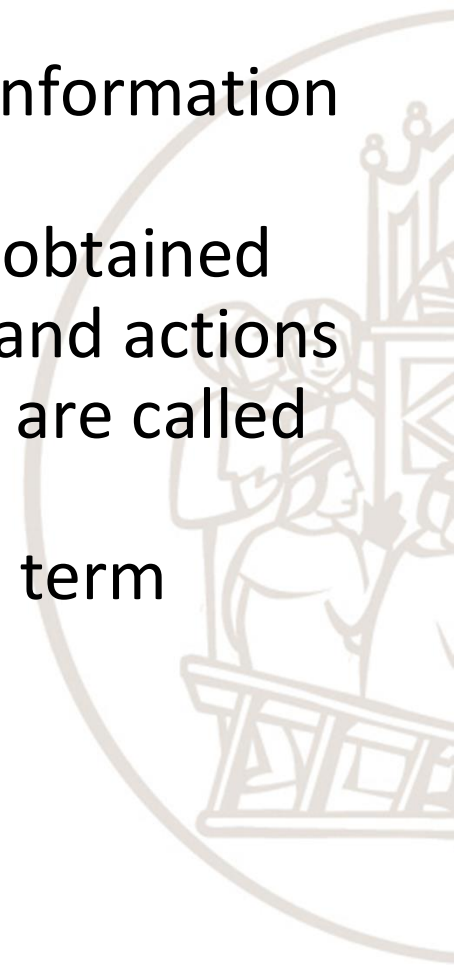 nformation
obtained
and actions
are called
term